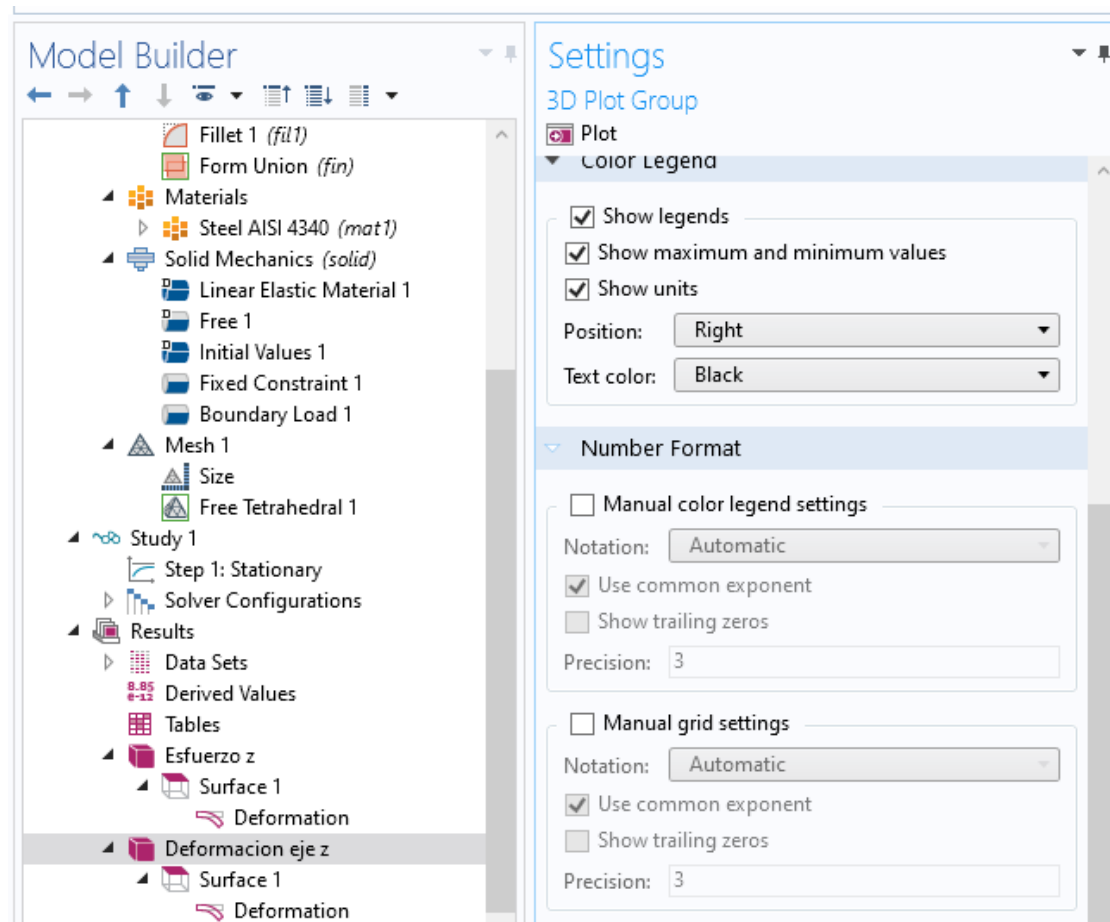 Model Builder
Fillet 1 (fil1)
Form Union (fin)
Materials
Steel AISI 4340 (mat1)
Solid Mechanics (solid)
Linear Elastic Material 1
Free 1
Initial Values 1
Fixed Constraint 1
Boundary Load 1
Mesh 1
Size
Free Tetrahedral 1
Study 1
Step 1: Stationary
Solver Configurations
Results
Data Sets
8.85
e-12
Derived Values
Tables
Esfuerzo z
Surface 1
Deformation
Deformacion eje z
Surface 1
Deformation
Settings
3D Plot Group
Plot
Color Legend
Show legends
Show maximum and minimum values
Show units
Position: Right
Text color: Black
Number Format
Manual color legend settings
Notation: Automatic
Use common exponent
Show trailing zeros
Precision: 3
Manual grid settings
Notation: Automatic
Use common exponent
Show trailing zeros
Precision: 3